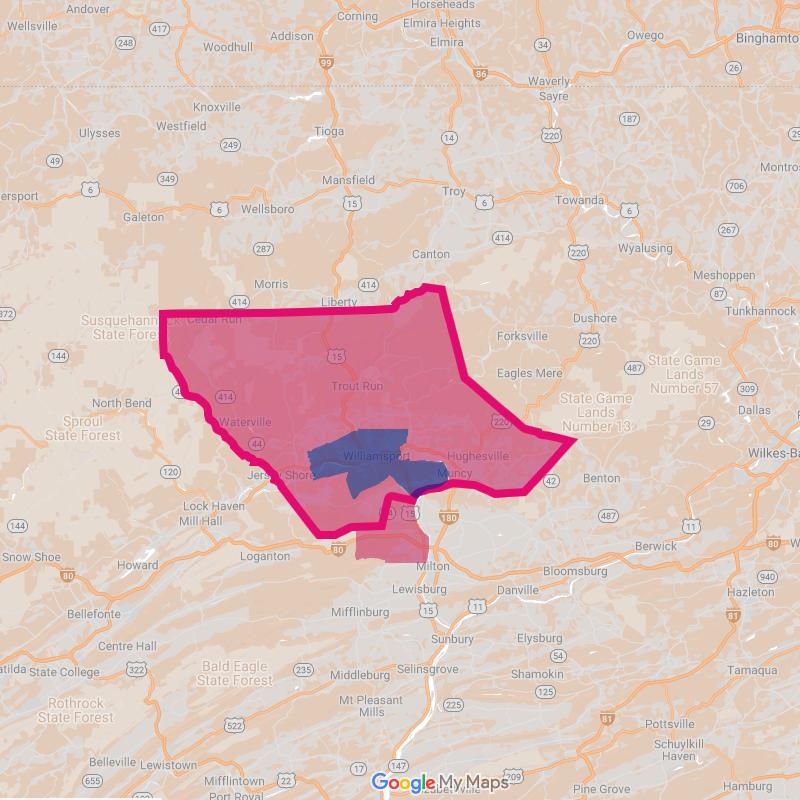 Andover
Corning
Horseheads
Wellsville
417
Addison
Elmira Heights
Owego
248
Woodhull
Elmira
34
Binghamto
99
86
Waverly
26
Sayre
Knoxville
187
Ulysses
Westfield
Tioga
14
220
249
49
Mansfield
706
349
Troy
Towanda
ersport
6
6
Wellsboro
15
6
6
Galeton
414
267
287
Canton
220
Wyalusing
Morris
414
Meshoppen
414
Liberty
87
Tunkhannock
372
Susquehannock
State Forest
Cedar Run
Dushore
Forksville
220
15
144
Trout Run
Eagles Mere
487
State Game
Lands
Number 57
309
North Bend
414
State Game
Lands
Number 13
Dallas
Sproul
State Forest
Waterville
220
29
44
Williamsport
Hughesville
Wilkes-Ba
120
Jersey Shore
Muncy
42
Benton
Lock Haven
15
180
487
144
Mill Hall
11
Snow Shoe
Loganton
80
Berwick
80
W
Howard
Milton
Bloomsburg
80
Lewisburg
Danville
940
Bellefonte
Mifflinburg
15
11
Hazleton
81
Centre Hall
Sunbury
Elysburg
atilda
State College
322
Bald Eagle
State Forest
235
Selinsgrove
54
Tamaqua
Middleburg
Shamokin
125
Rothrock
State Forest
Mt Pleasant
Mills
225
81
522
Pottsville
Schuylkill
Haven
Belleville
Lewistown
147
17
655
Mifflintown
22
Google My Maps
209
Port Royal
Pine Grove
Hamburg